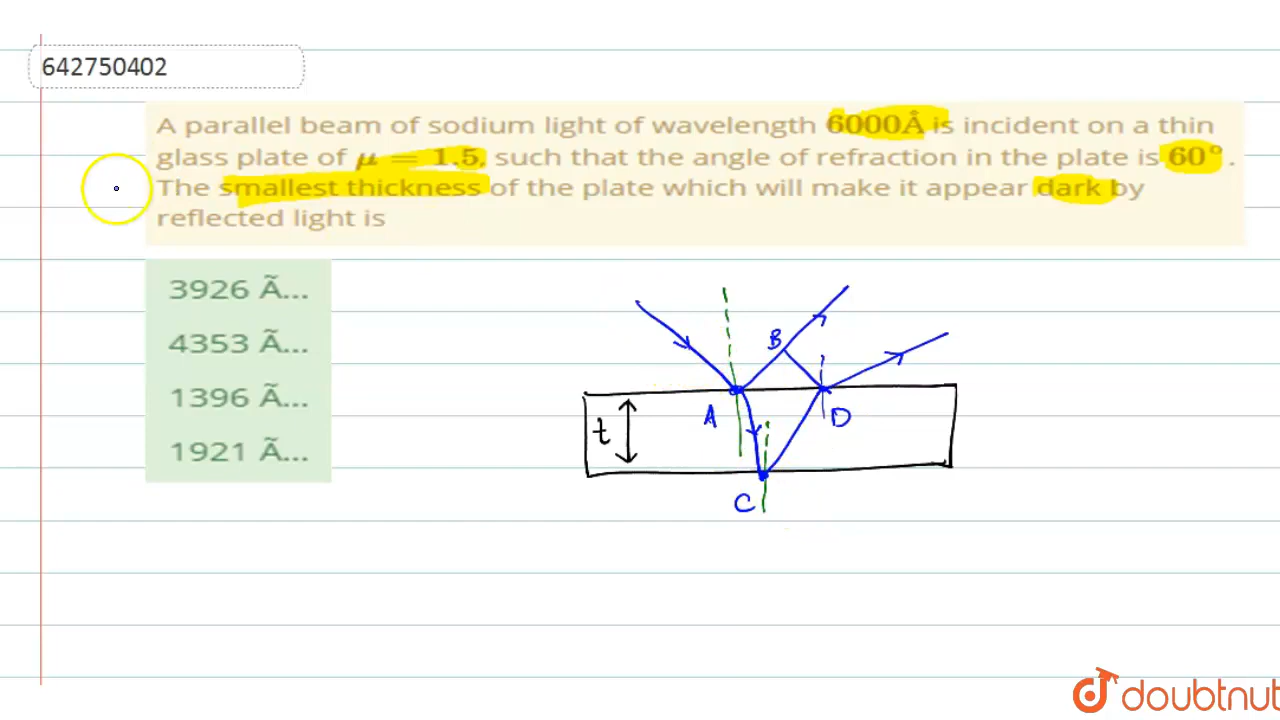 642750402
A parallel beam of sodium light of wavelength 6000Å is incident on a thin
glass plate of μ = 1.5, such that the angle of refraction in the plate is 60° .
The smallest thickness of the plate which will make it appear dark by
reflected light is
3926 Ã...
4353 Ã...
1396 Ã...
1921 Ã...
B
A
D
t
C
doubtnut